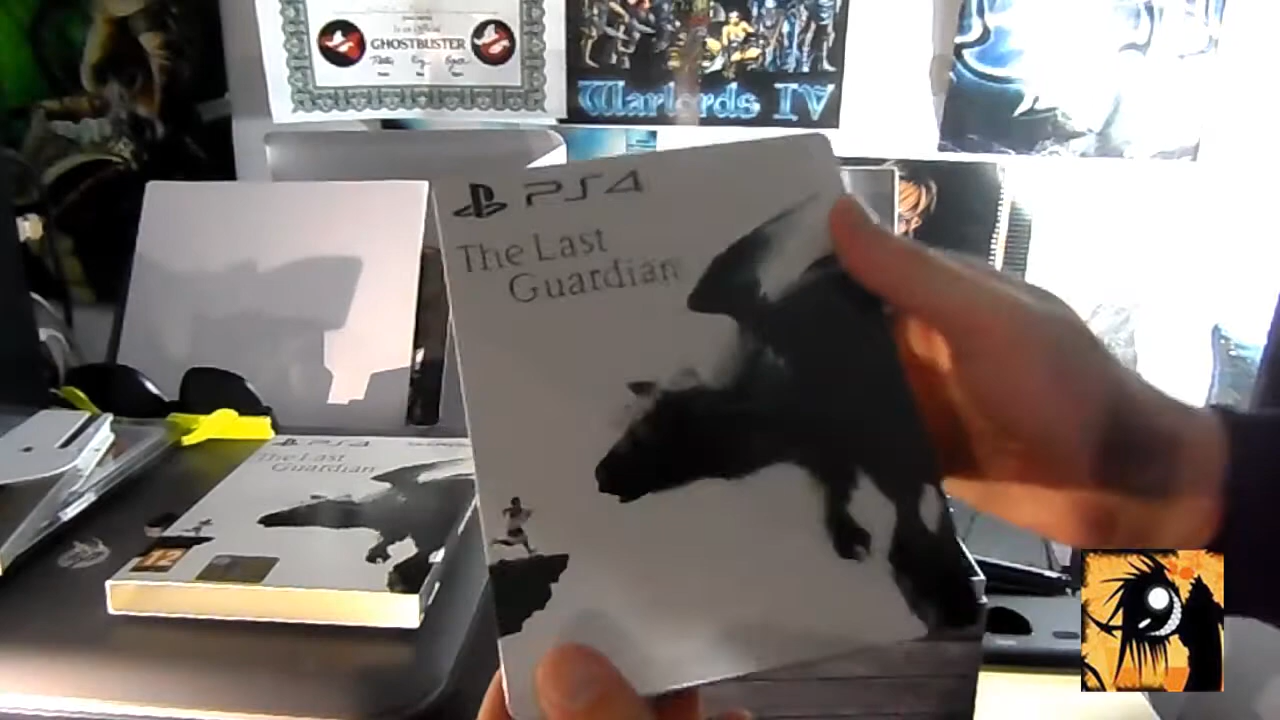 GHOSTBUSTER
Warlords IV
PS4
The Last
Guardian
PS4
The Last
Guardian
12